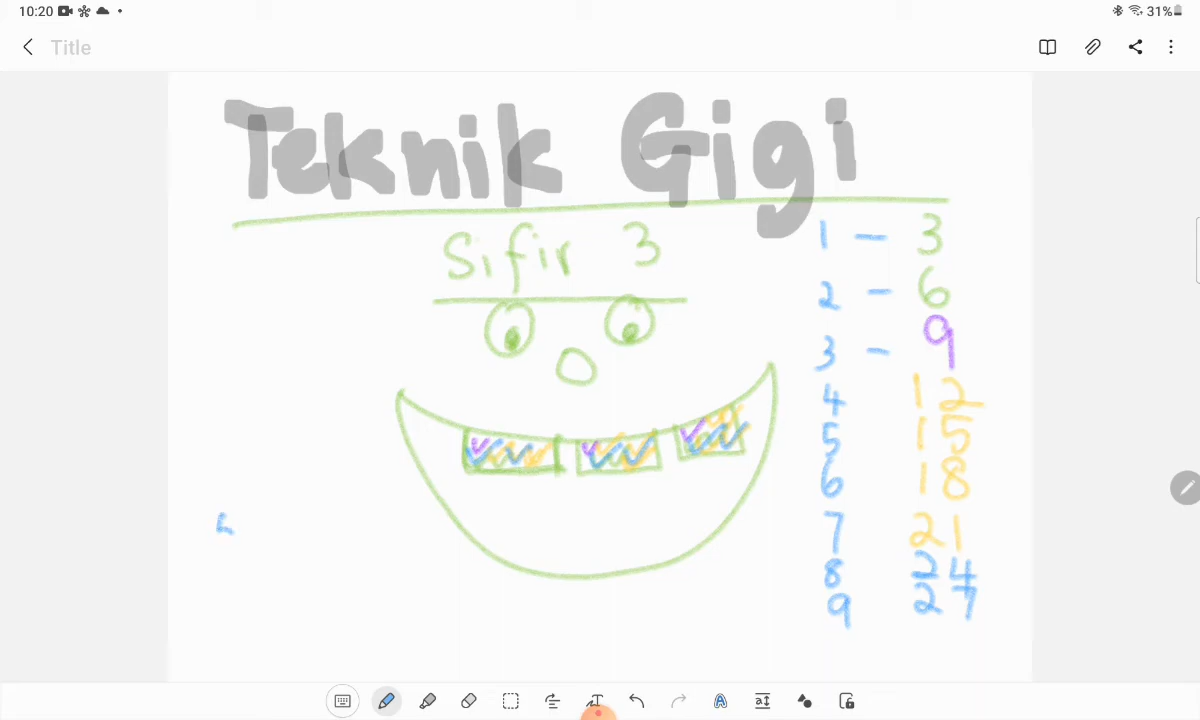 10:20
31%
Title
Teknik Gigi
Sifir 3
1 - 3
2 - 6
3 - 9
4 12
5 15
6 18
7 21
8 24
9 27